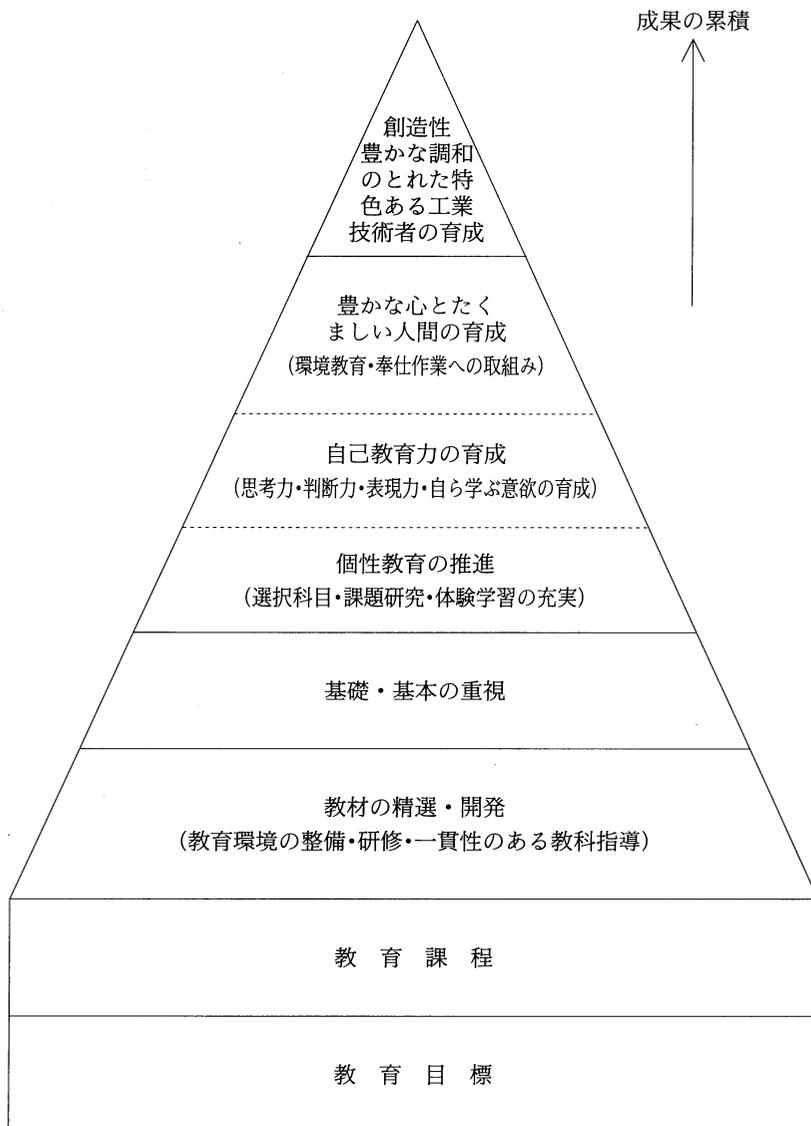 成果の累積
創造性
豊かな調和
のとれた特
色ある工業
技術者の育成
豊かな心とたく
ましい人間の育成
(環境教育・奉仕作業への取組み)
自己教育力の育成
(思考力・判断力・表現力・自ら学ぶ意欲の育成)
個性教育の推進
(選択科目・課題研究・体験学習の充実)
基礎・基本の重視
教材の精選・開発
(教育環境の整備・研修・一貫性のある教科指導)
教育課程
教育目標